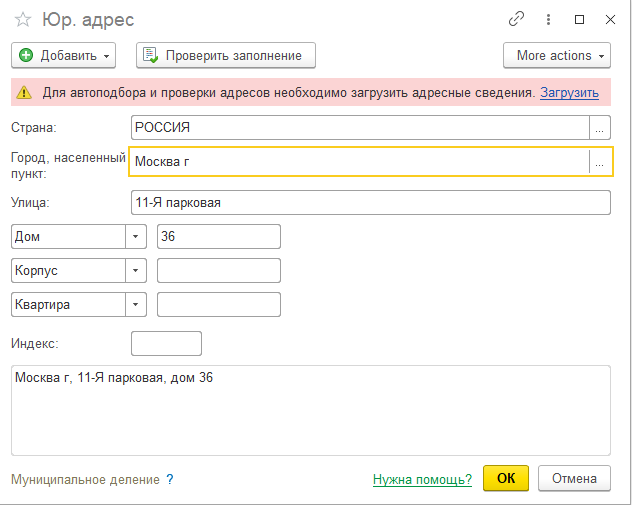 Юр. адрес
Добавить
Проверить заполнение
More actions
Для автоподбора и проверки адресов необходимо загрузить адресные сведения. Загрузить
Страна:
РОССИЯ
...
Город, населенный
пункт:
Москва г
...
Улица:
11-Я парковая
Дом
36
Корпус
Квартира
Индекс:
Москва г, 11-Я парковая, дом 36
Муниципальное деление ?
Нужна помощь?
ОК
Отмена